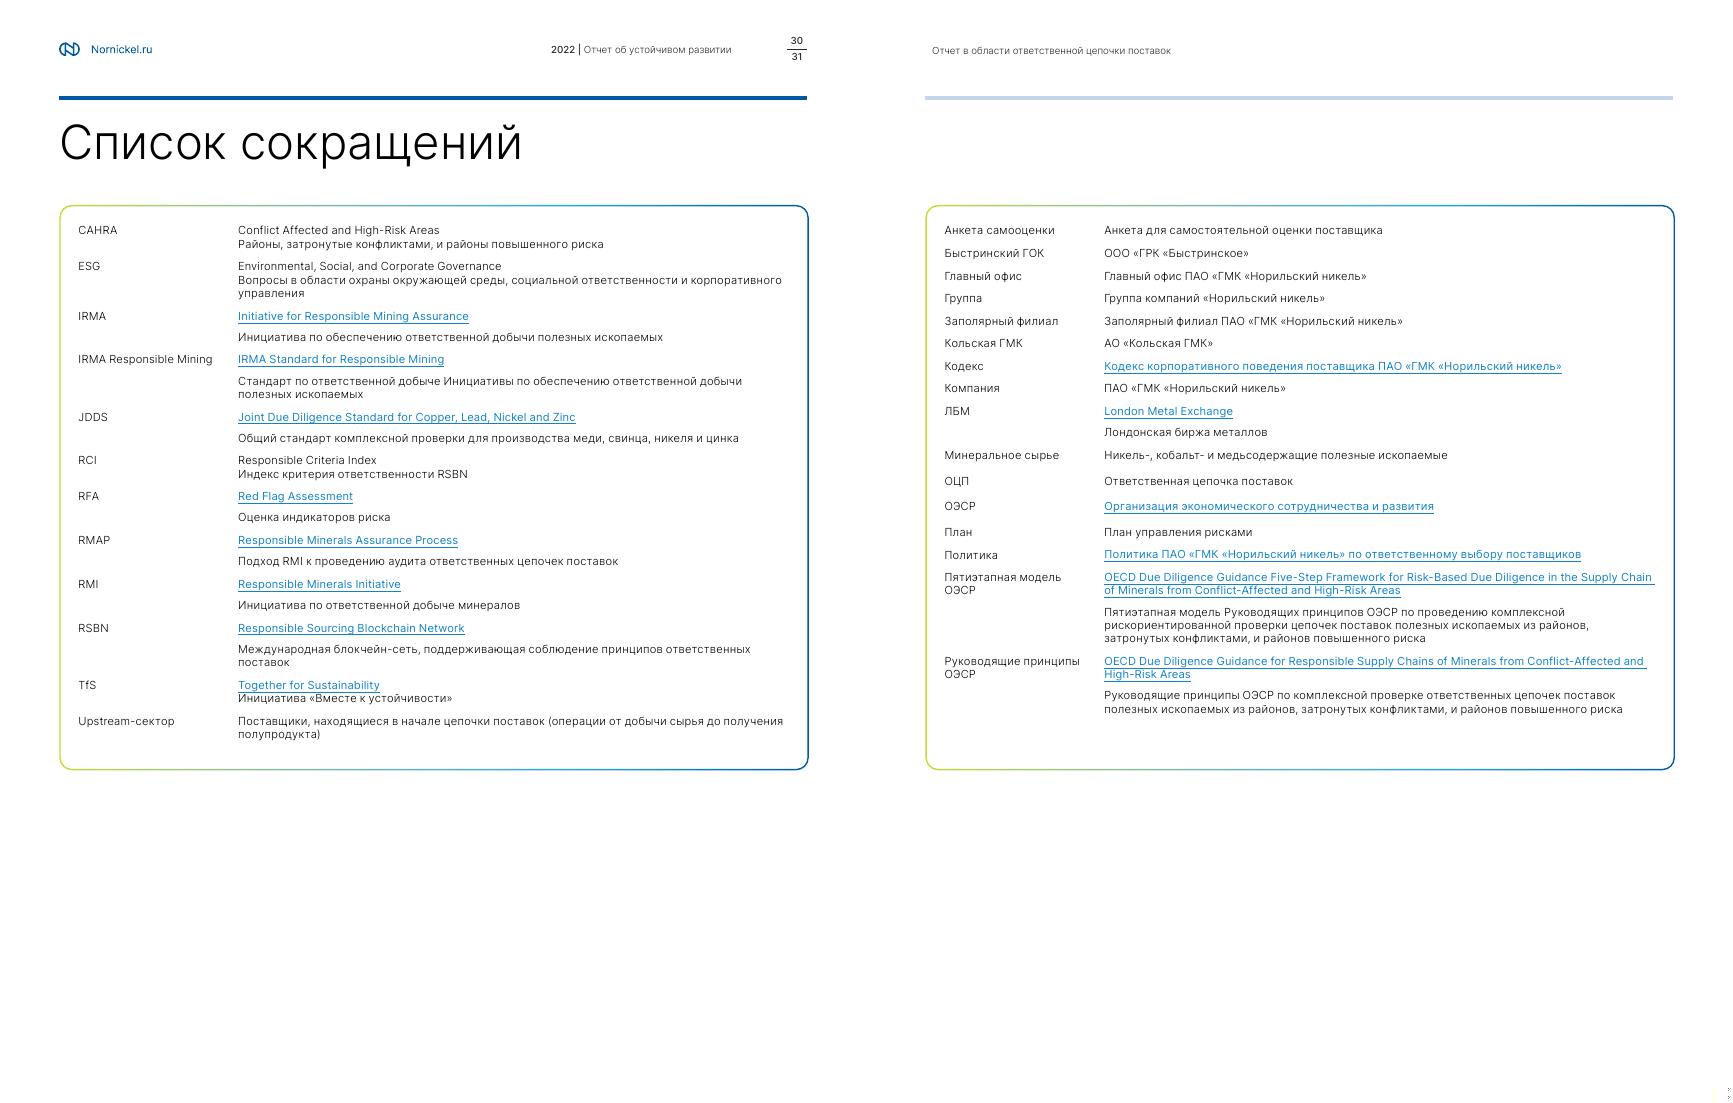 Nornickel.ru
2022 | Отчет об устойчивом развитии
30
31
Отчет в области ответственной цепочки поставок
Список сокращений
CAHRA
Conflict Affected and High-Risk Areas
Районы, затронутые конфликтами, и районы повышенного риска
ESG
Environmental, Social, and Corporate Governance
Вопросы в области охраны окружающей среды, социальной ответственности и корпоративного
управления
IRMA
Initiative for Responsible Mining Assurance
Инициатива по обеспечению ответственной добычи полезных ископаемых
IRMA Responsible Mining
IRMA Standard for Responsible Mining
Стандарт по ответственной добыче Инициативы по обеспечению ответственной добычи
полезных ископаемых
JDDS
Joint Due Diligence Standard for Copper, Lead, Nickel and Zinc
Общий стандарт комплексной проверки для производства меди, свинца, никеля и цинка
RCI
Responsible Criteria Index
Индекс критерия ответственности RSBN
RFA
Red Flag Assessment
Оценка индикаторов риска
RMAP
Responsible Minerals Assurance Process
Подход RMI к проведению аудита ответственных цепочек поставок
RMI
Responsible Minerals Initiative
Инициатива по ответственной добыче минералов
RSBN
Responsible Sourcing Blockchain Network
Международная блокчейн-сеть, поддерживающая соблюдение принципов ответственных
поставок
TfS
Together for Sustainability
Инициатива «Вместе к устойчивости»
Upstream-сектор
Поставщики, находящиеся в начале цепочки поставок (операции от добычи сырья до получения
полупродукта)
Анкета самооценки
Анкета для самостоятельной оценки поставщика
Быстринский ГОК
ООО «ГРК «Быстринское»
Главный офис
Главный офис ПАО «ГМК «Норильский никель»
Группа
Группа компаний «Норильский никель»
Заполярный филиал
Заполярный филиал ПАО «ГМК «Норильский никель»
Кольская ГМК
АО «Кольская ГМК»
Кодекс
Кодекс корпоративного поведения поставщика ПАО «ГМК «Норильский никель»
Компания
ПАО «ГМК «Норильский никель»
ЛБМ
London Metal Exchange
Лондонская биржа металлов
Минеральное сырье
Никель-, кобальт- и медьсодержащие полезные ископаемые
ОЦП
Ответственная цепочка поставок
ОЭСР
Организация экономического сотрудничества и развития
План
План управления рисками
Политика
Политика ПАО «ГМК «Норильский никель» по ответственному выбору поставщиков
Пятиэтапная модель
ОЭСР
OECD Due Diligence Guidance Five-Step Framework for Risk-Based Due Diligence in the Supply Chain
of Minerals from Conflict-Affected and High-Risk Areas
Пятиэтапная модель Руководящих принципов ОЭСР по проведению комплексной
рискориентированной проверки цепочек поставок полезных ископаемых из районов,
затронутых конфликтами, и районов повышенного риска
Руководящие принципы
ОЭСР
OECD Due Diligence Guidance for Responsible Supply Chains of Minerals from Conflict-Affected and
High-Risk Areas
Руководящие принципы ОЭСР по комплексной проверке ответственных цепочек поставок
полезных ископаемых из районов, затронутых конфликтами, и районов повышенного риска